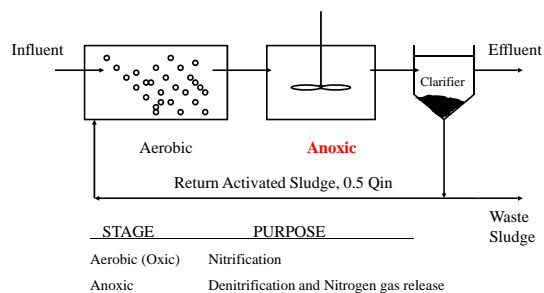 Influent
Effluent
Clarifier
Aerobic
Anoxic
Return Activated Sludge, 0.5 Qin
Waste
Sludge
STAGE PURPOSE
Aerobic (Oxic) Nitrification
Anoxic Denitrification and Nitrogen gas release